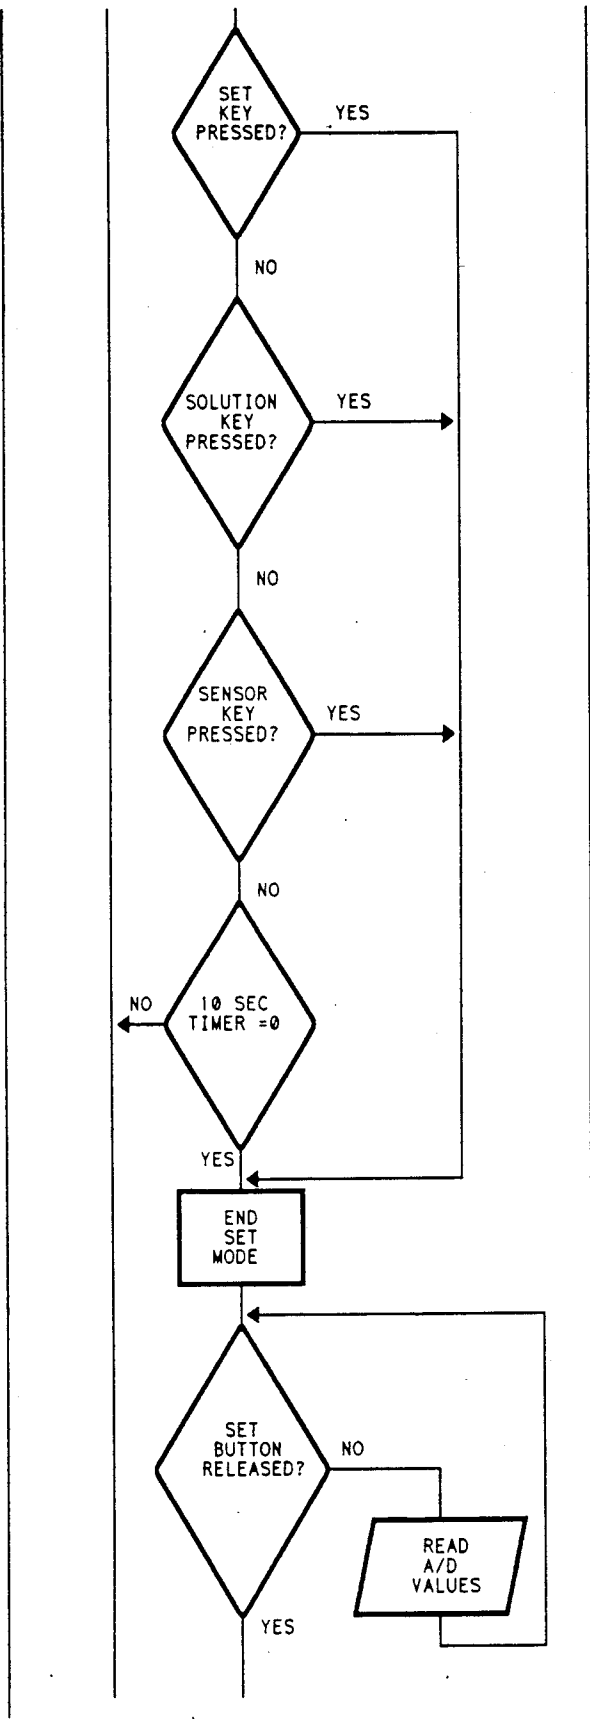 SET
KEY
PRESSED?
YES
NO
SOLUTION
KEY
PRESSED?
YES
NO
SENSOR
KEY
PRESSED?
YES
NO
10 SEC
TIMER =0
NO
YES
END
SET
MODE
SET
BUTTON
RELEASED?
NO
READ
A/D
VALUES
YES